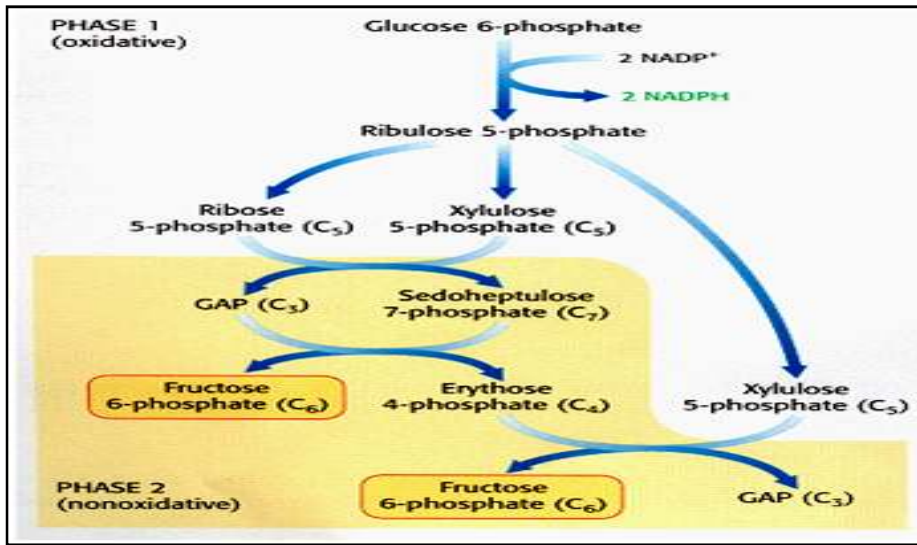 PHASE 1
(oxidative)
Glucose 6-phosphate
2 NADP⁺
2 NADPH
Ribulose 5-phosphate
Ribose
5-phosphate (C₅)
Xylulose
5-phosphate (C₅)
GAP (C₃)
Sedoheptulose
7-phosphate (C₇)
Fructose
6-phosphate (C₆)
Erythose
4-phosphate (C₄)
Xylulose
5-phosphate (C₅)
PHASE 2
(nonoxidative)
Fructose
6-phosphate (C₆)
GAP (C₃)